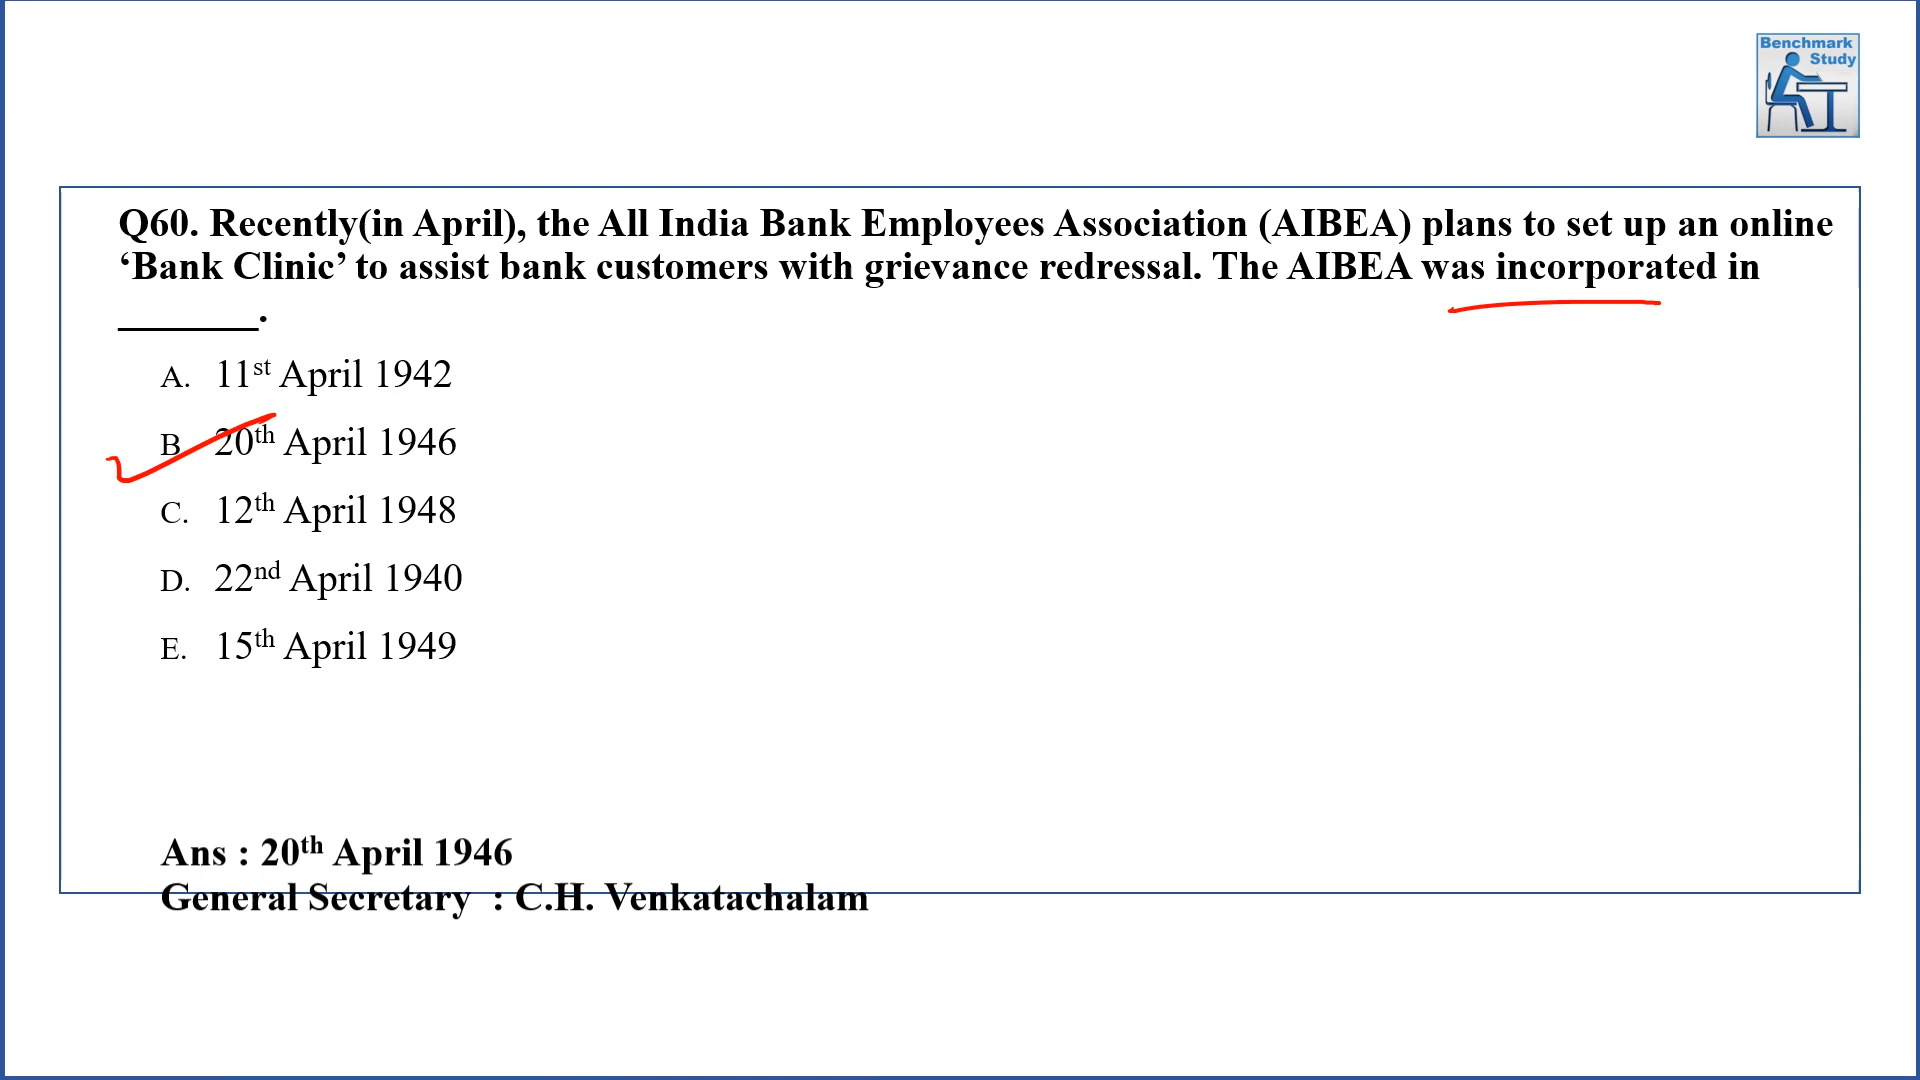 Benchmark
Study
Q60. Recently(in April), the All India Bank Employees Association (AIBEA) plans to set up an online
‘Bank Clinic’ to assist bank customers with grievance redressal. The AIBEA was incorporated in
_______.
A. 11st April 1942
B. 20th April 1946
C. 12th April 1948
D. 22nd April 1940
E. 15th April 1949
Ans : 20th April 1946
General Secretary : C.H. Venkatachalam